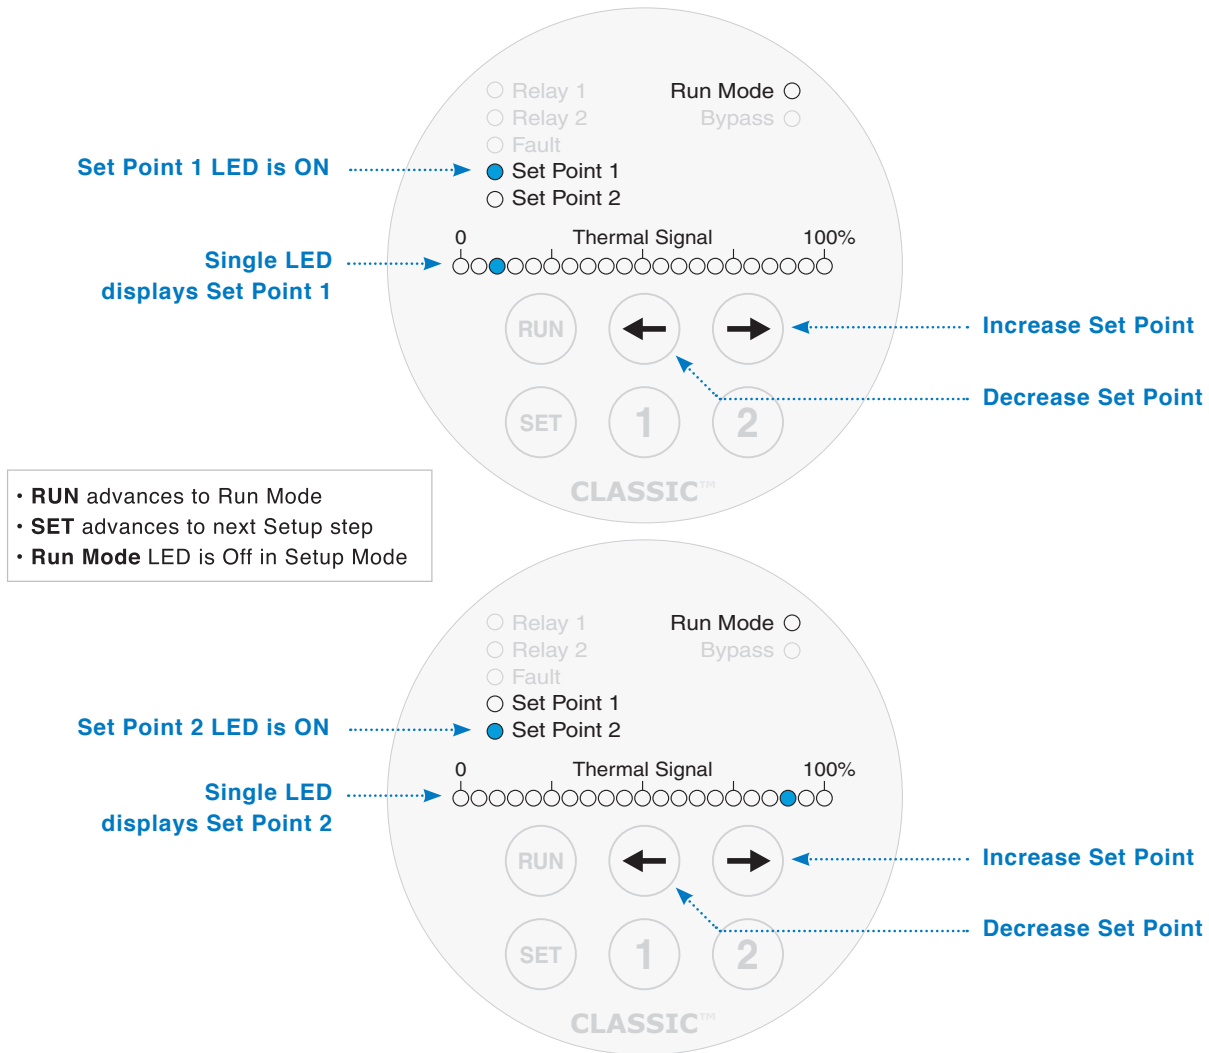 Relay 1
Run Mode
Relay 2
Bypass
Fault
Set Point 1 LED is ON
Set Point 1
Set Point 2
0
Thermal Signal
100%
Single LED
displays Set Point 1
RUN
Increase Set Point
Decrease Set Point
SET
1
2
CLASSIC™
• RUN advances to Run Mode
• SET advances to next Setup step
• Run Mode LED is Off in Setup Mode
Relay 1
Run Mode
Relay 2
Bypass
Fault
Set Point 1
Set Point 2 LED is ON
Set Point 2
0
Thermal Signal
100%
Single LED
displays Set Point 2
RUN
Increase Set Point
Decrease Set Point
SET
1
2
CLASSIC™